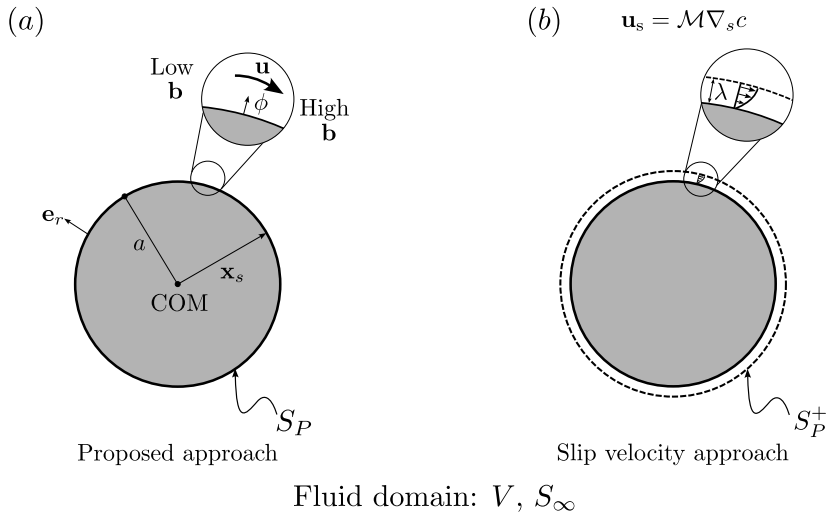 (a)
Low
b
u
ϕ
High
b
e_r
a
x_s
COM
S_P
Proposed approach
(b)
u_s = ℳ∇_s c
λ
S_P^+
Slip velocity approach
Fluid domain: V, S_∞